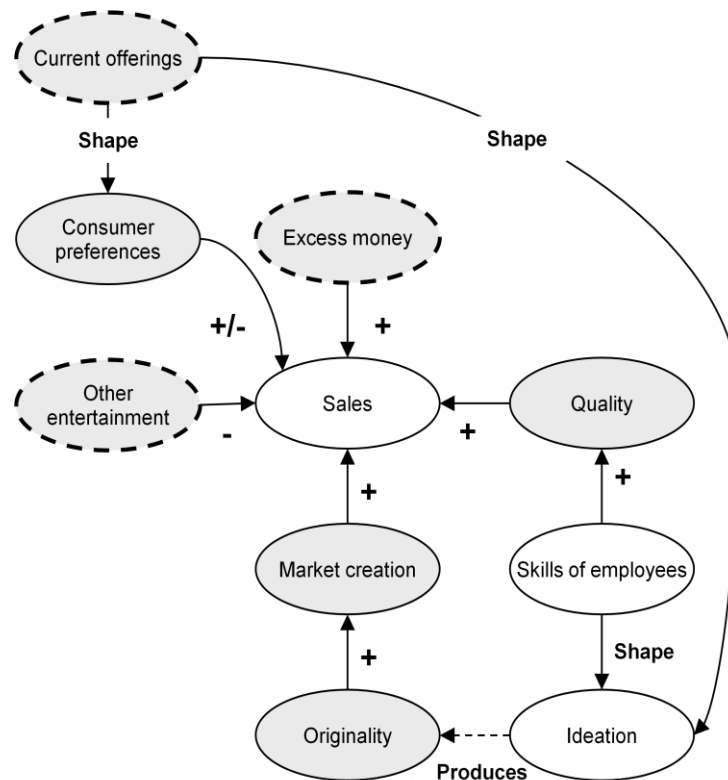 Current offerings
Shape
Shape
Consumer
preferences
Excess money
+/-
+
Other
entertainment
Sales
Quality
-
+
+
+
Market creation
Skills of employees
+
Shape
Originality
Ideation
Produces